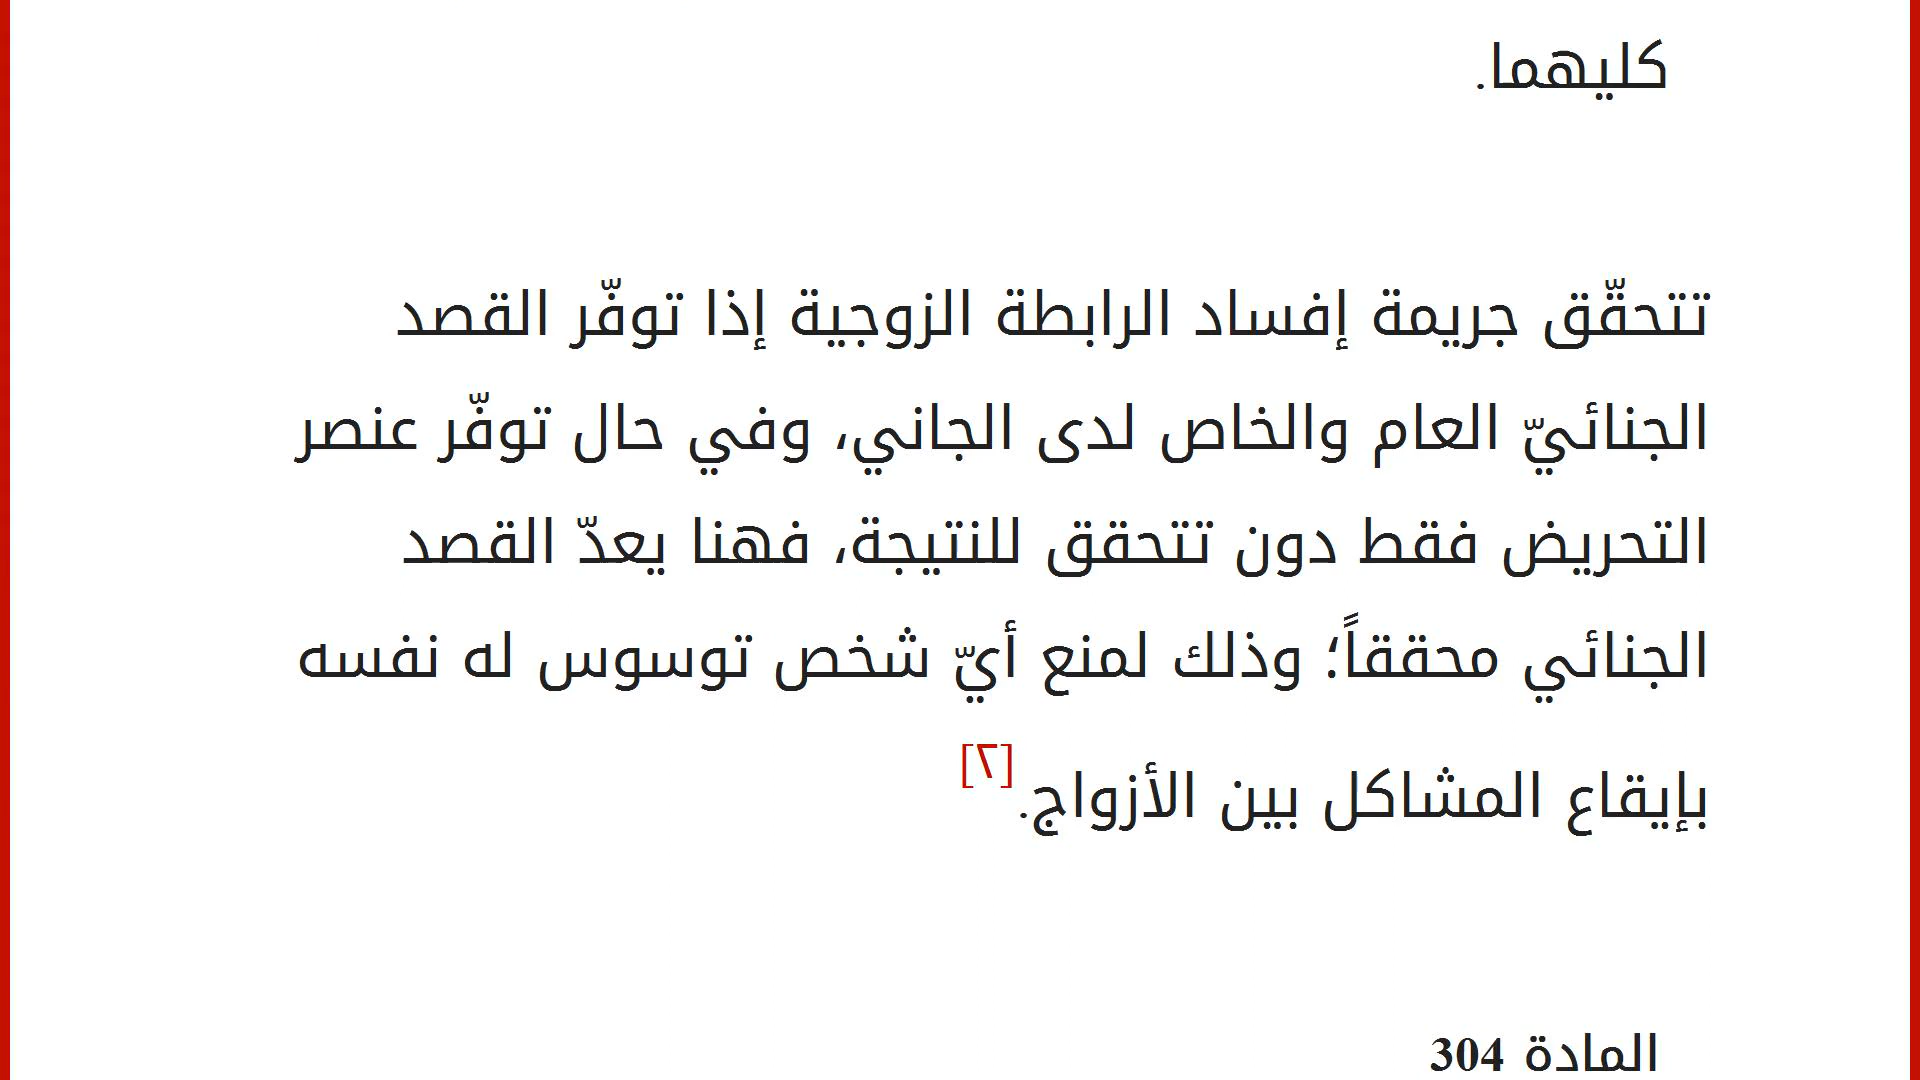 كليهما.
تتحقّق جريمة إفساد الرابطة الزوجية إذا توفّر القصد
الجنائيّ العام والخاص لدى الجاني، وفي حال توفّر عنصر
التحريض فقط دون تتحقق للنتيجة، فهنا يعدّ القصد
الجنائي محققاً؛ وذلك لمنع أيّ شخص توسوس له نفسه
بإيقاع المشاكل بين الأزواج.[٢]
المادة 304